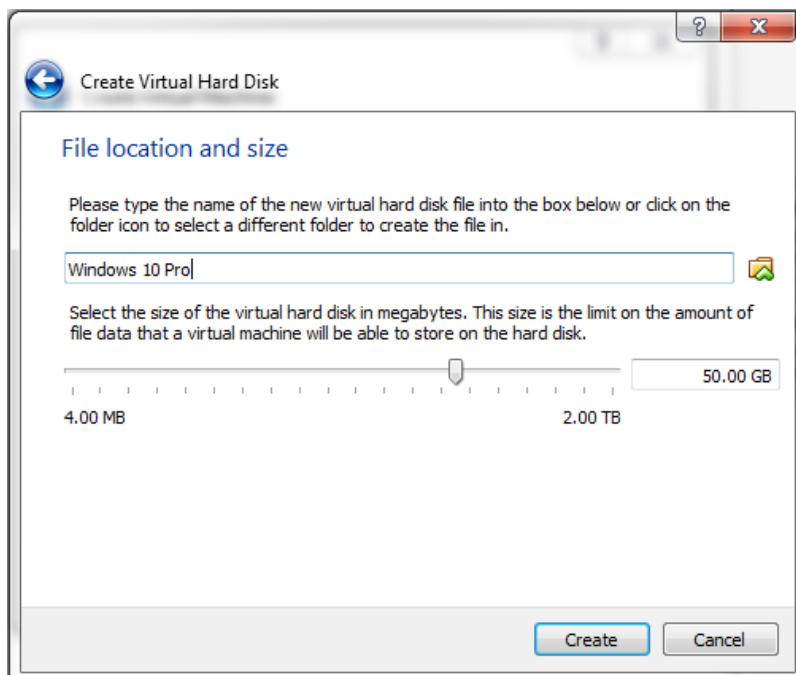 ?
X
Create Virtual Hard Disk
File location and size
Please type the name of the new virtual hard disk file into the box below or click on the
folder icon to select a different folder to create the file in.
Windows 10 Pro
Select the size of the virtual hard disk in megabytes. This size is the limit on the amount of
file data that a virtual machine will be able to store on the hard disk.
50.00 GB
4.00 MB
2.00 TB
Create
Cancel